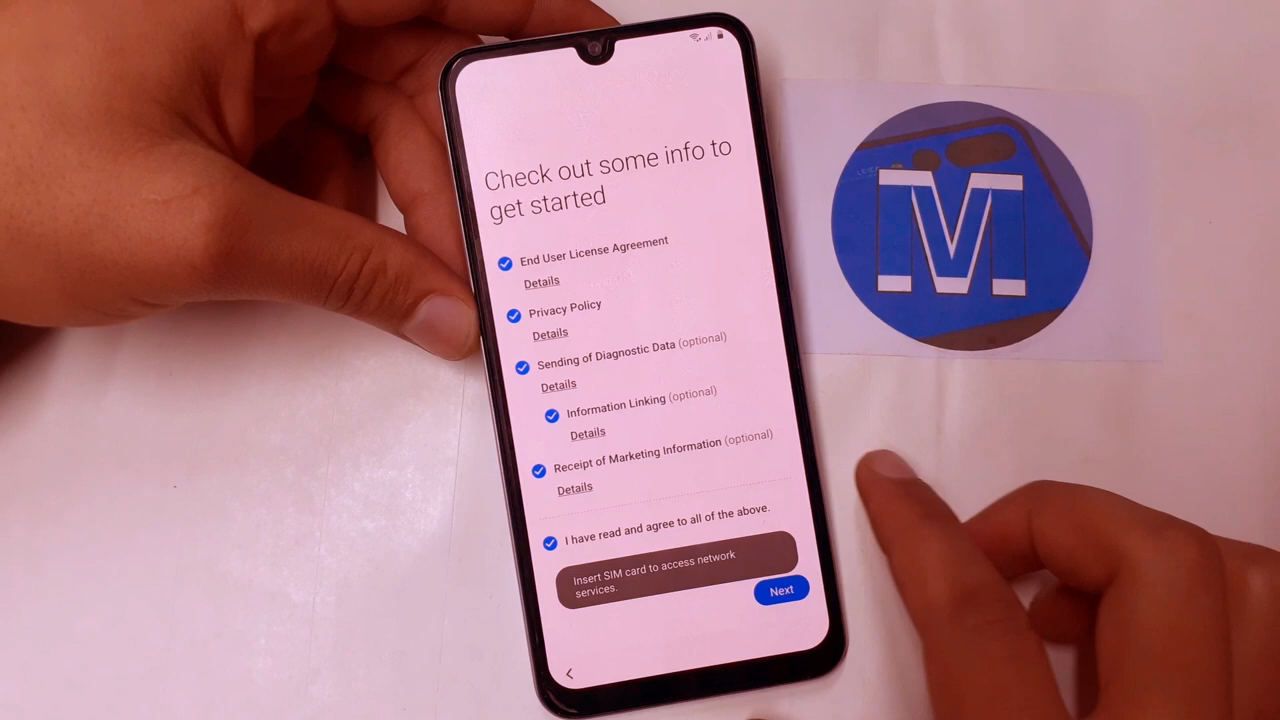 Check out some info to
get started
End User License Agreement
Details
Privacy Policy
Details
Sending of Diagnostic Data (optional)
Details
Information Linking (optional)
Details
Receipt of Marketing Information (optional)
Details
I have read and agree to all of the above.
Insert SIM card to access network
services.
Next
M